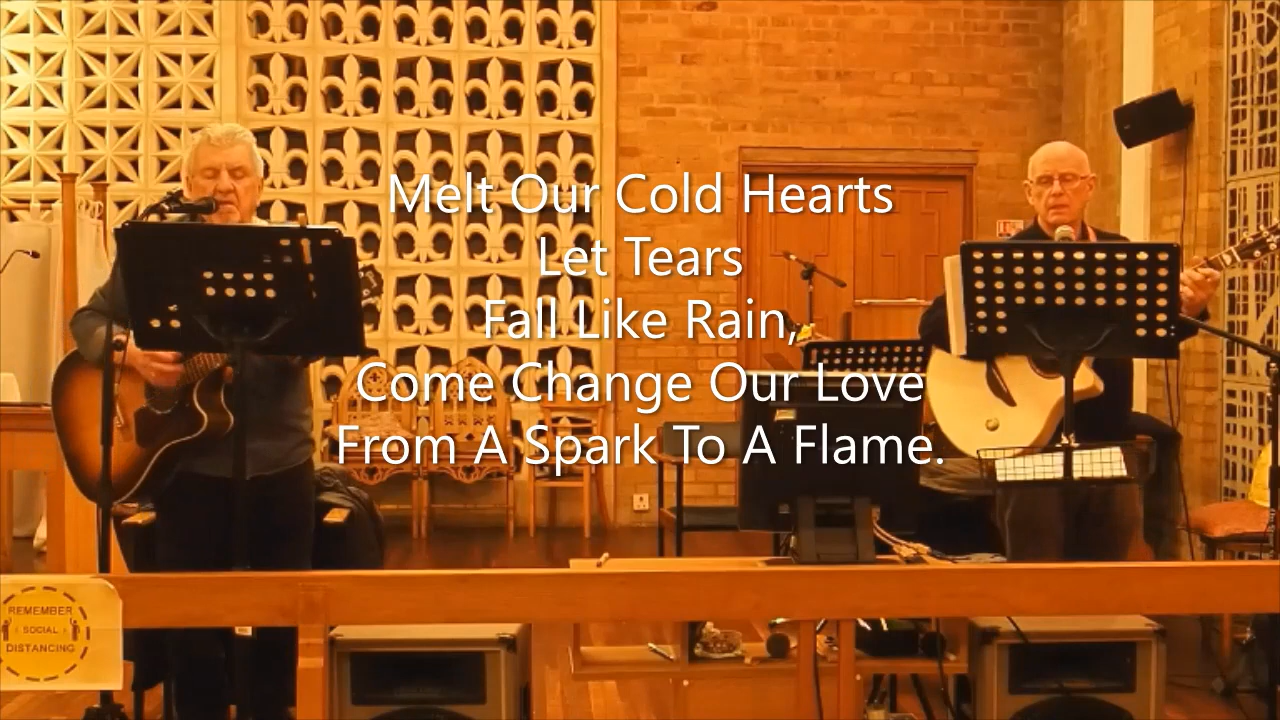 Melt Our Cold Hearts
Let Tears
Fall Like Rain,
Come Change Our Love
From A Spark To A Flame.
REMEMBER
SOCIAL
DISTANCING